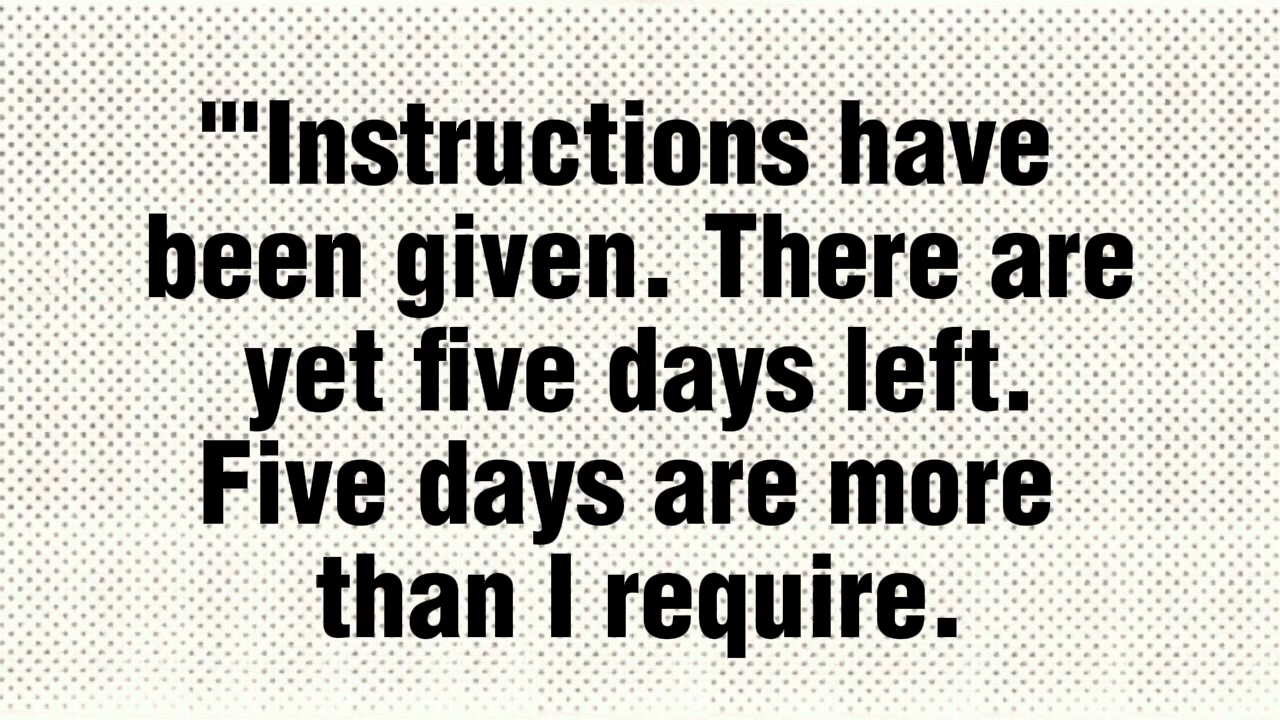 "'Instructions have
been given. There are
yet five days left.
Five days are more
than I require.